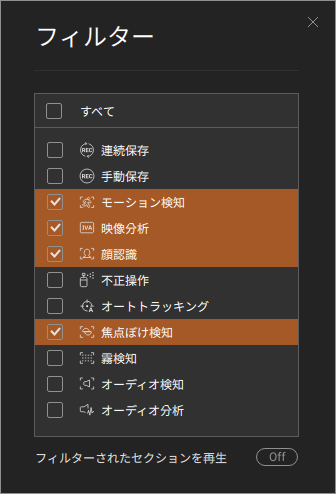 フィルター
すべて
REC 連続保存
REC 手動保存
モーション検知
IVA 映像分析
顔認識
不正操作
オートトラッキング
焦点ぼけ検知
霧検知
オーディオ検知
オーディオ分析
フィルターされたセクションを再生 Off